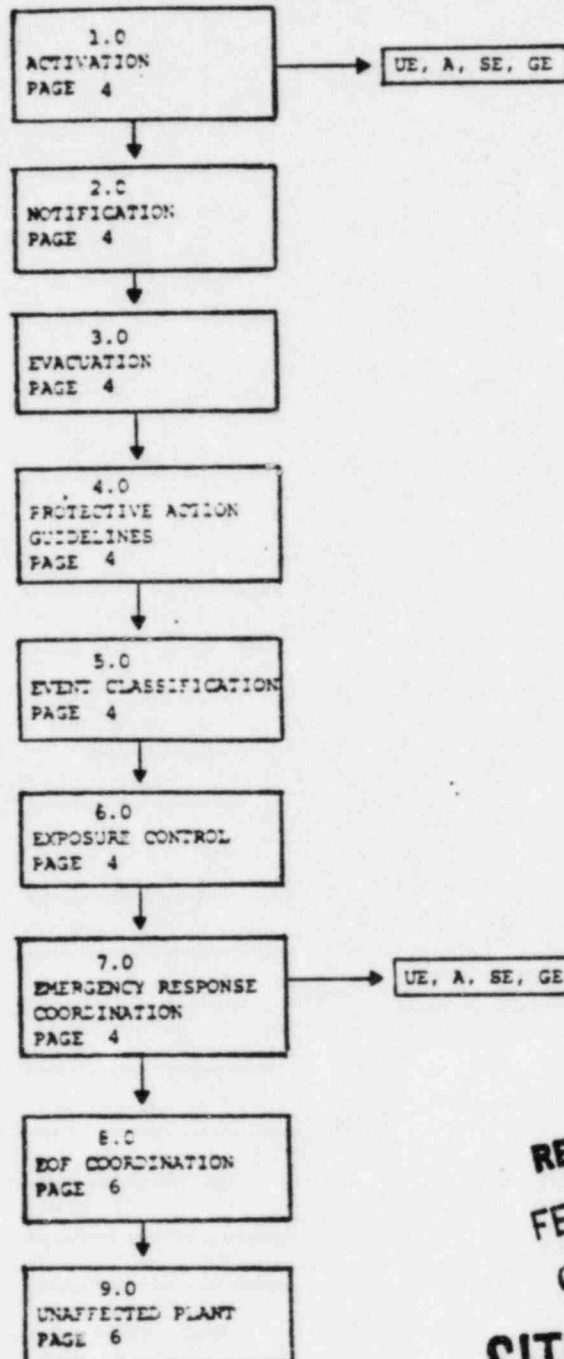 1.0
ACTIVATION
PAGE 4
UE, A, SE, GE
2.0
NOTIFICATION
PAGE 4
3.0
EVACUATION
PAGE 4
4.0
PROTECTIVE ACTION
GUIDELINES
PAGE 4
5.0
EVENT CLASSIFICATION
PAGE 4
6.0
EXPOSURE CONTROL
PAGE 4
7.0
EMERGENCY RESPONSE
COORDINATION
PAGE 4
UE, A, SE, GE
8.0
EOF COORDINATION
PAGE 6
9.0
UNAFFECTED PLANT
PAGE 6
RE
FE
SIT